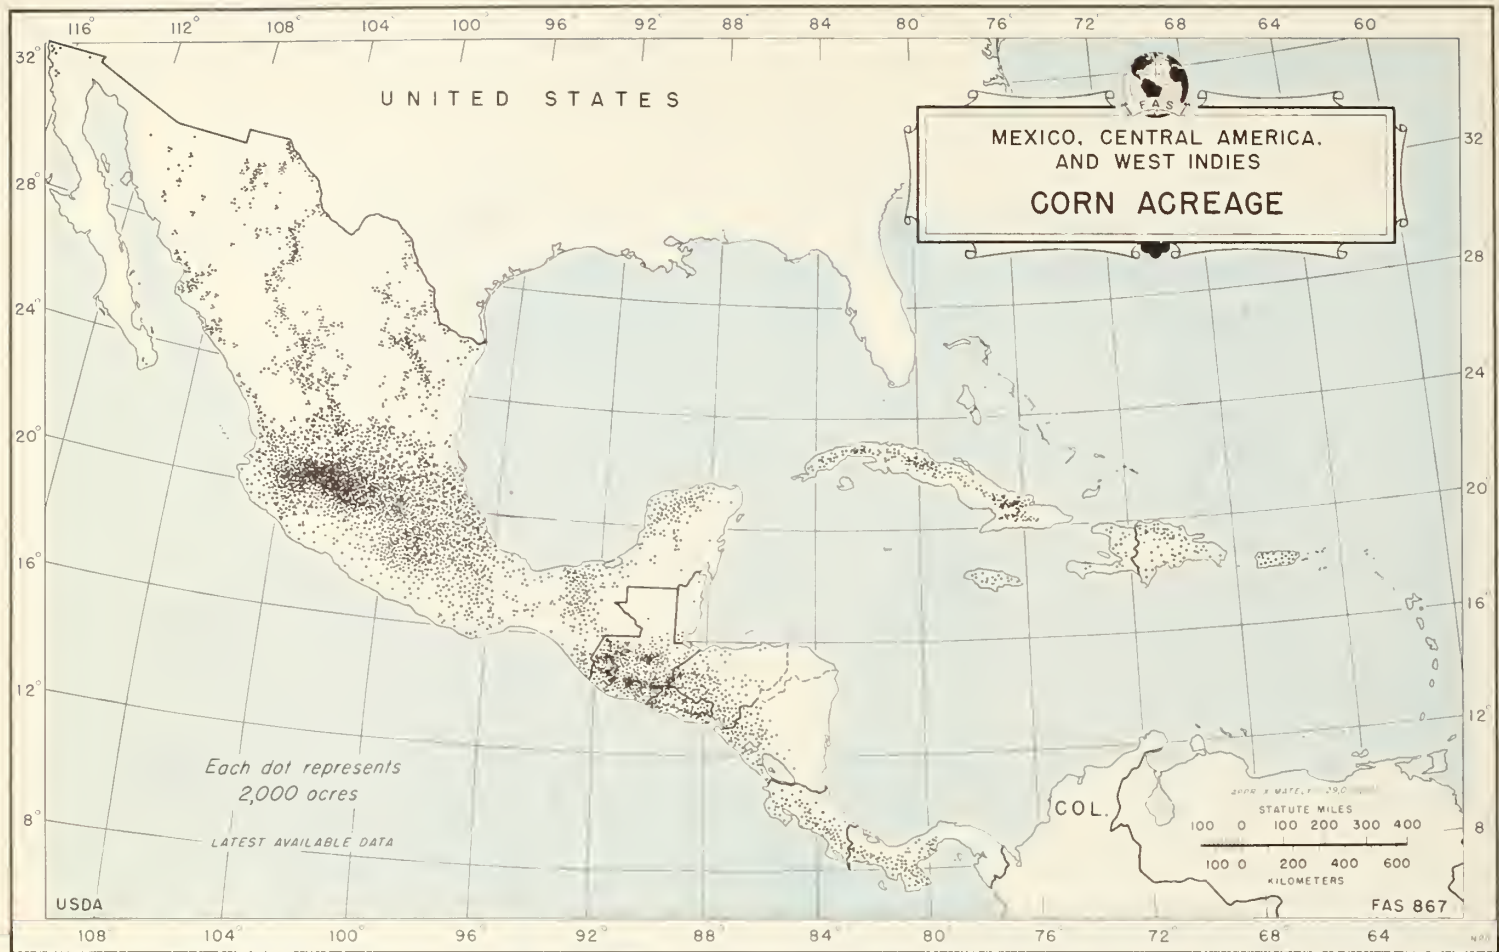 116° 112° 108° 104° 100° 96° 92° 88° 84 80° 76° 72° 68° 64° 60°
32°
UNITED STATES
FAS
MEXICO, CENTRAL AMERICA,
AND WEST INDIES
CORN ACREAGE
32°
28°
28°
24°
24°
20°
20°
16°
16°
12°
12°
Each dot represents
2,000 acres
LATEST AVAILABLE DATA
8°
COL.
STATUTE MILES
100 0 100 200 300 400
100 0 200 400 600
KILOMETERS
8
USDA
FAS 867
108° 104° 100° 96° 92° 88° 84° 80° 76° 72° 68° 64